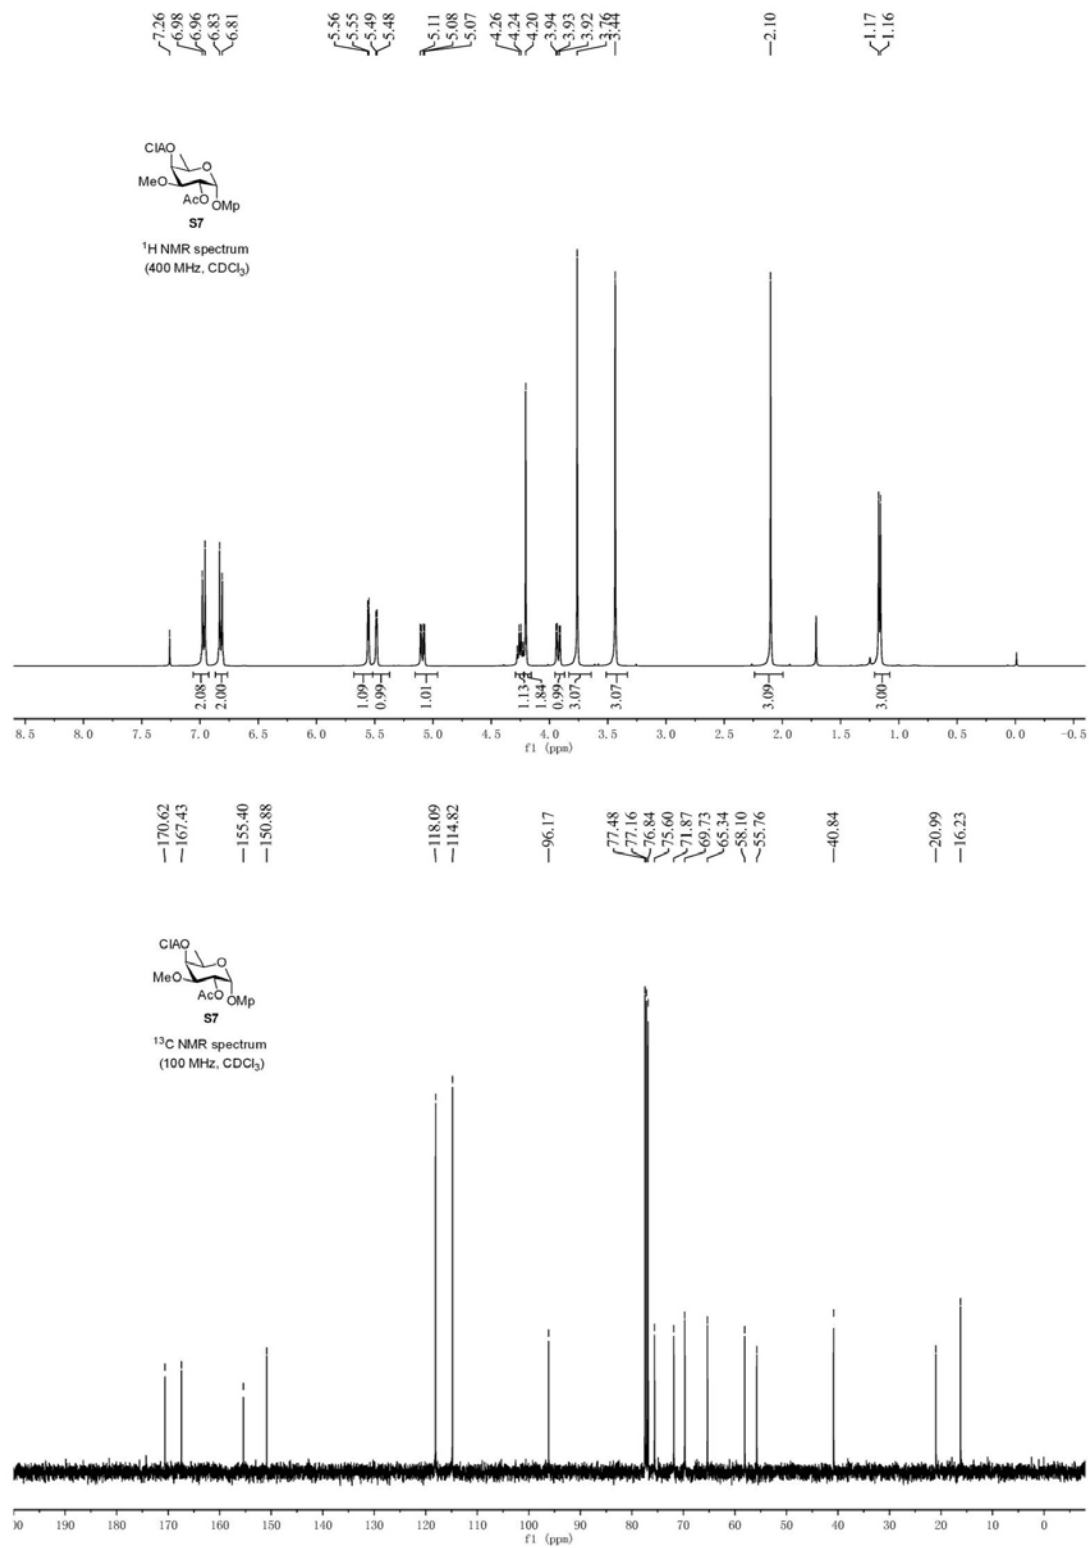 7.26 6.98 6.96 6.83 6.81 5.56 5.55 5.49 5.48 5.11 5.08 5.07 4.26 4.24 4.20 3.94 3.93 3.92 3.76 3.44 2.10 1.17 1.16
ClAO
O
MeO
AcO
OMp
S7
¹H NMR spectrum
(400 MHz, CDCl₃)
2.08 2.00 1.09 0.99 1.01 1.13 1.84 0.99 3.07 3.07 3.09 3.00
8.5 8.0 7.5 7.0 6.5 6.0 5.5 5.0 4.5 4.0 3.5 3.0 2.5 2.0 1.5 1.0 0.5 0.0 -0.5
f1 (ppm)
170.62 167.43 155.40 150.88 118.09 114.82 96.17 77.48 77.16 76.84 75.60 71.87 69.73 65.34 58.10 55.76 40.84 20.99 16.23
ClAO
O
MeO
AcO
OMp
S7
¹³C NMR spectrum
(100 MHz, CDCl₃)
00 190 180 170 160 150 140 130 120 110 100 90 80 70 60 50 40 30 20 10 0
f1 (ppm)